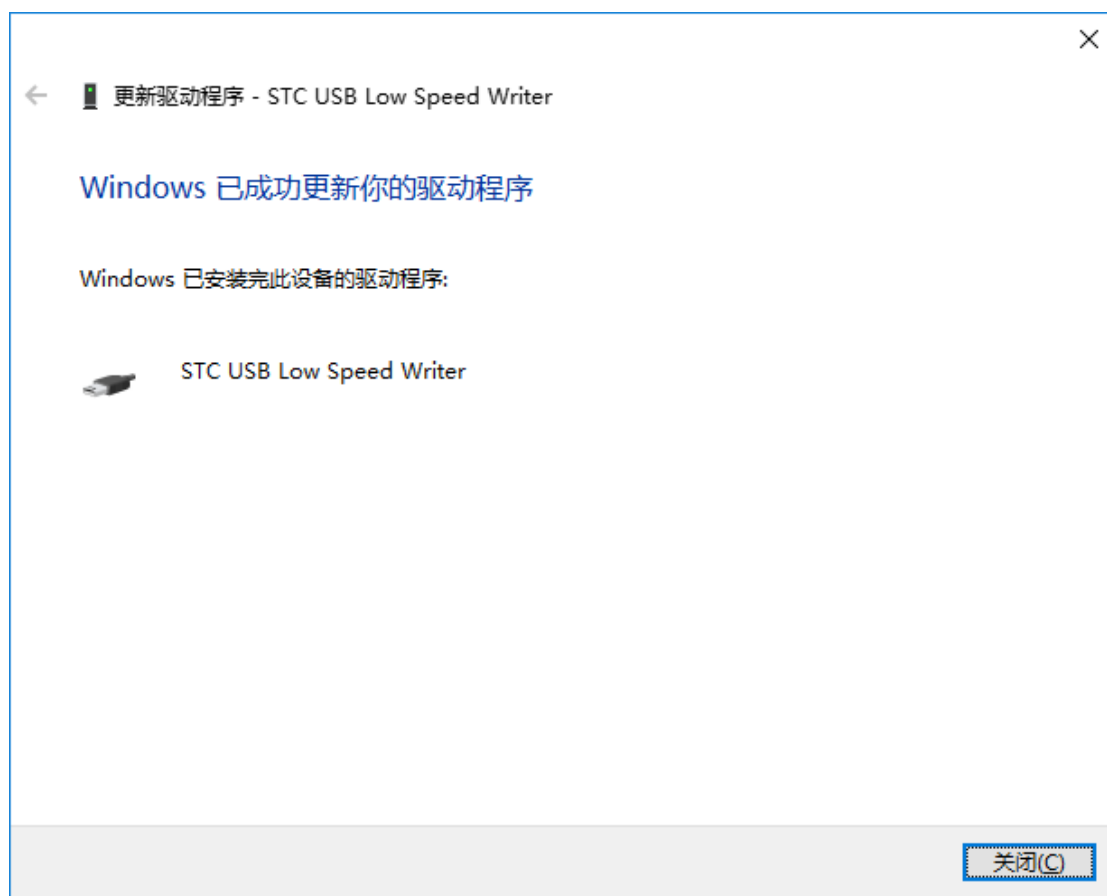 更新驱动程序 - STC USB Low Speed Writer
Windows 已成功更新你的驱动程序
Windows 已安装完此设备的驱动程序:
STC USB Low Speed Writer
关闭(C)